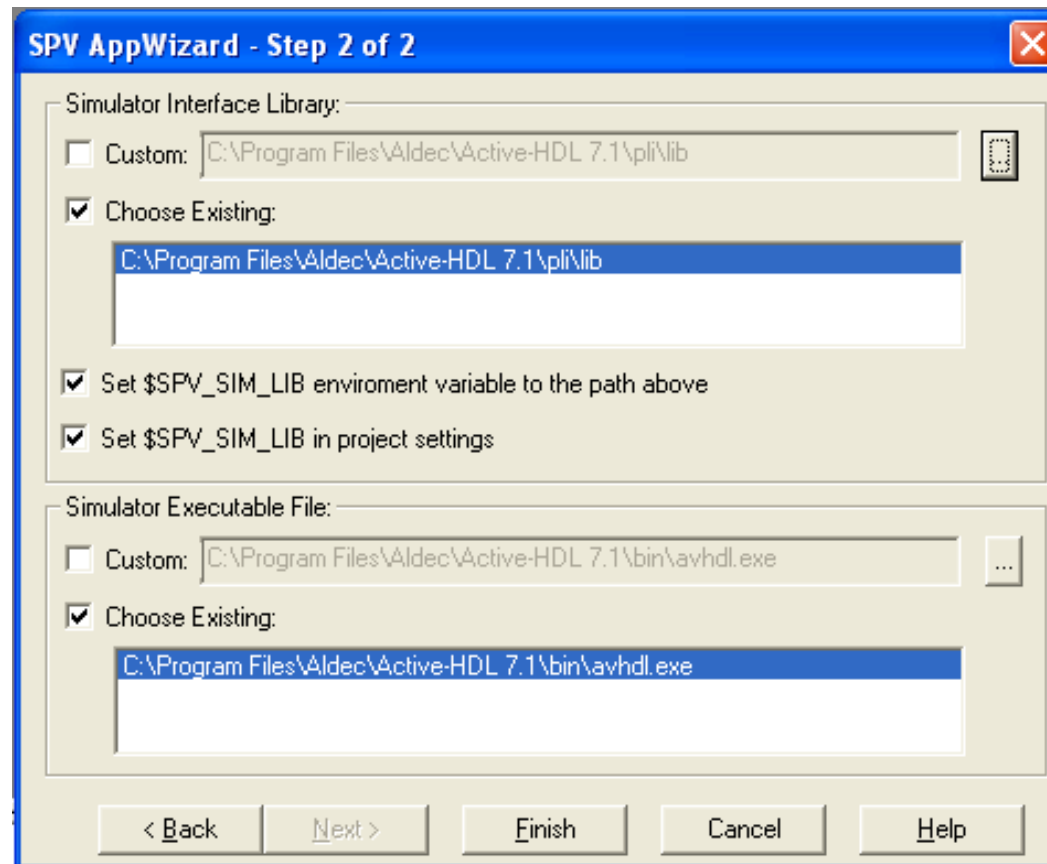 SPV AppWizard - Step 2 of 2
Simulator Interface Library:
Custom: C:\Program Files\Aldec\Active-HDL 7.1\pli\lib ...
Choose Existing:
C:\Program Files\Aldec\Active-HDL 7.1\pli\lib
Set $SPV_SIM_LIB enviroment variable to the path above
Set $SPV_SIM_LIB in project settings
Simulator Executable File:
Custom: C:\Program Files\Aldec\Active-HDL 7.1\bin\avhdl.exe ...
Choose Existing:
C:\Program Files\Aldec\Active-HDL 7.1\bin\avhdl.exe
< Back Next > Finish Cancel Help